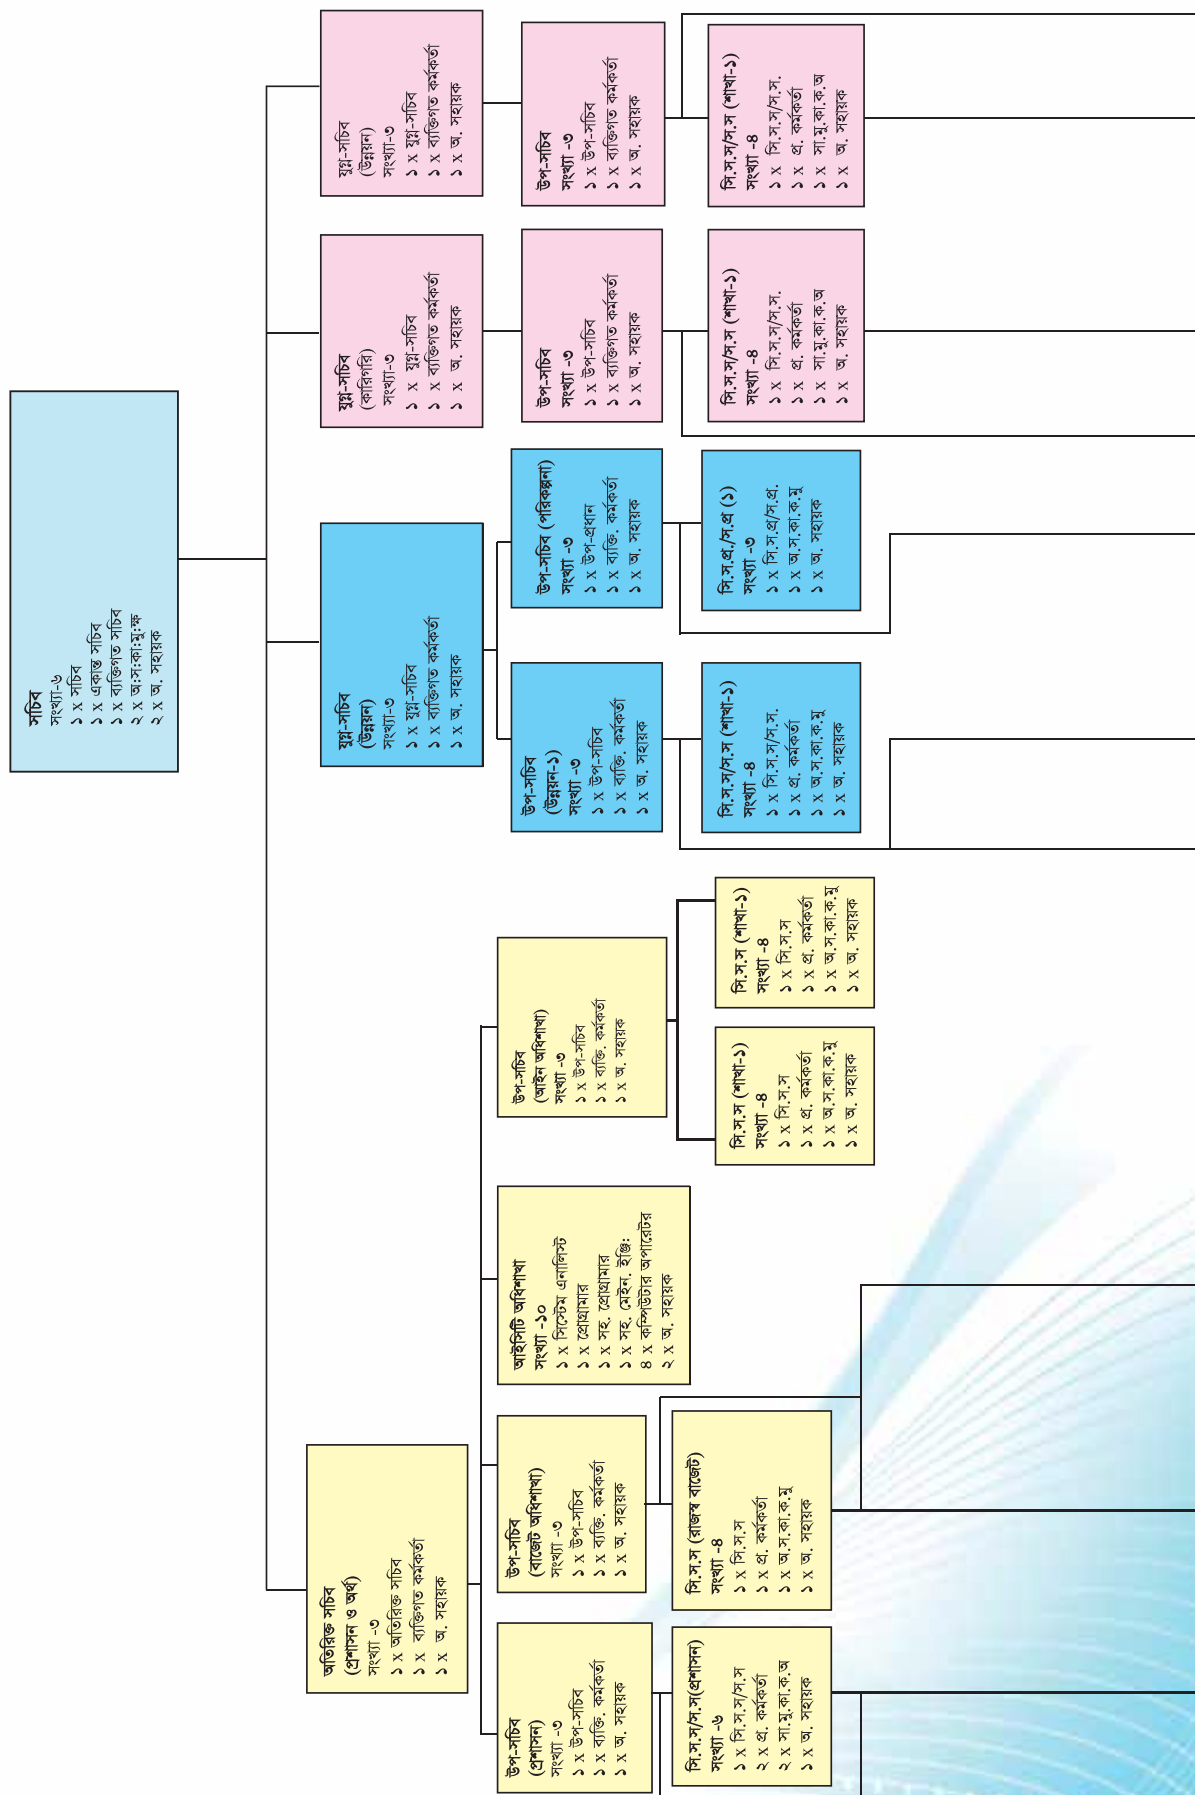 সচিব
সংখ্যা-৬
১ x সচিব
১ x একান্ত সচিব
১ x ব্যক্তিগত সচিব
২ x অ:স:কা:মু:ক্ষ
২ x অ. সহায়ক
অতিরিক্ত সচিব
(প্রশাসন ও অর্থ)
সংখ্যা -৩
১ x অতিরিক্ত সচিব
১ x ব্যক্তিগত কর্মকর্তা
১ x অ. সহায়ক
যুগ্ন-সচিব
(উন্নয়ন)
সংখ্যা-৩
১ x যুগ্ন-সচিব
১ x ব্যক্তিগত কর্মকর্তা
১ x অ. সহায়ক
যুগ্ন-সচিব
(কারিগরি)
সংখ্যা-৩
১ x যুগ্ন-সচিব
১ x ব্যক্তিগত কর্মকর্তা
১ x অ. সহায়ক
যুগ্ন-সচিব
(উন্নয়ন)
সংখ্যা-৩
১ x যুগ্ন-সচিব
১ x ব্যক্তিগত কর্মকর্তা
১ x অ. সহায়ক
উপ-সচিব
(প্রশাসন)
সংখ্যা -৩
১ x উপ-সচিব
১ x ব্যক্তি. কর্মকর্তা
১ x অ. সহায়ক
উপ-সচিব
(বাজেট অধিশাখা)
সংখ্যা -৩
১ x উপ-সচিব
১ x ব্যক্তি. কর্মকর্তা
১ x অ. সহায়ক
আইসিটি অধিশাখা
সংখ্যা -১০
১ x সিস্টেম এনালিস্ট
১ x প্রোগ্রামার
১ x সহ. প্রোগ্রামার
১ x সহ. মেইন. ইঞ্জি:
৪ x কম্পিউটার অপারেটর
২ x অ. সহায়ক
উপ-সচিব
(আইন অধিশাখা)
সংখ্যা -৩
১ x উপ-সচিব
১ x ব্যক্তি. কর্মকর্তা
১ x অ. সহায়ক
উপ-সচিব
(উন্নয়ন-১)
সংখ্যা -৩
১ x উপ-সচিব
১ x ব্যক্তি. কর্মকর্তা
১ x অ. সহায়ক
উপ-সচিব (পরিকল্পনা)
সংখ্যা -৩
১ x উপ-প্রধান
১ x ব্যক্তি. কর্মকর্তা
১ x অ. সহায়ক
উপ-সচিব
সংখ্যা -৩
১ x উপ-সচিব
১ x ব্যক্তিগত কর্মকর্তা
১ x অ. সহায়ক
উপ-সচিব
সংখ্যা -৩
১ x উপ-সচিব
১ x ব্যক্তিগত কর্মকর্তা
১ x অ. সহায়ক
সি.স.স/স.স(প্রশাসন)
সংখ্যা -৬
১ x সি.স.স/স.স
২ x প্র. কর্মকর্তা
২ x সা.মু.কা.ক.অ
১ x অ. সহায়ক
সি.স.স (রাজস্ব বাজেট)
সংখ্যা -৪
১ x সি.স.স
১ x প্র. কর্মকর্তা
১ x অ.স.কা.ক.মু
১ x অ. সহায়ক
সি.স.স (শাখা-১)
সংখ্যা -৪
১ x সি.স.স
১ x প্র. কর্মকর্তা
১ x অ.স.কা.ক.মু
১ x অ. সহায়ক
সি.স.স (শাখা-১)
সংখ্যা -৪
১ x সি.স.স
১ x প্র. কর্মকর্তা
১ x অ.স.কা.ক.মু
১ x অ. সহায়ক
সি.স.স/স.স (শাখা-১)
সংখ্যা -৪
১ x সি.স.স/স.স.
১ x প্র. কর্মকর্তা
১ x অ.স.কা.ক.মু
১ x অ. সহায়ক
সি.স.প্র./স.প্র (১)
সংখ্যা -৩
১ x সি.স.প্র/স.প্র.
১ x অ.স.কা.ক.মু
১ x অ. সহায়ক
সি.স.স/স.স (শাখা-১)
সংখ্যা -৪
১ x সি.স.স/স.স.
১ x প্র. কর্মকর্তা
১ x সা.মু.কা.ক.অ
১ x অ. সহায়ক
সি.স.স/স.স (শাখা-১)
সংখ্যা -৪
১ x সি.স.স/স.স.
১ x প্র. কর্মকর্তা
১ x সা.মু.কা.ক.অ
১ x অ. সহায়ক